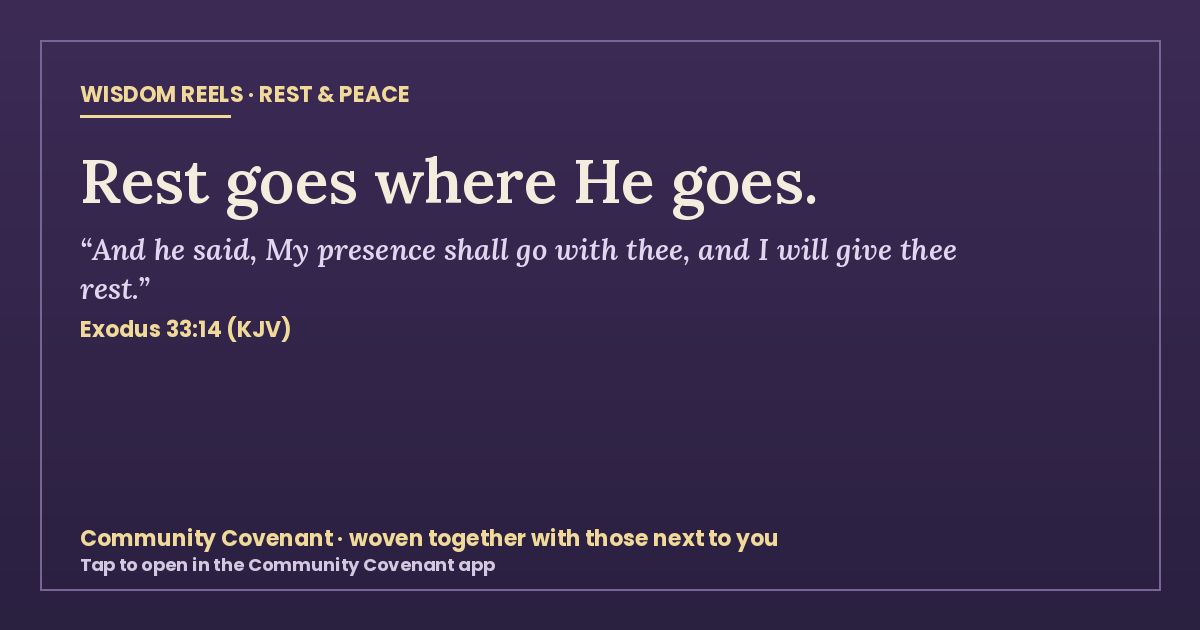 WISDOM REELS · REST & PEACE
Rest goes where He goes.
“And he said, My presence shall go with thee, and I will give thee
rest.”
Exodus 33:14 (KJV)
Community Covenant · woven together with those next to you
Tap to open in the Community Covenant app